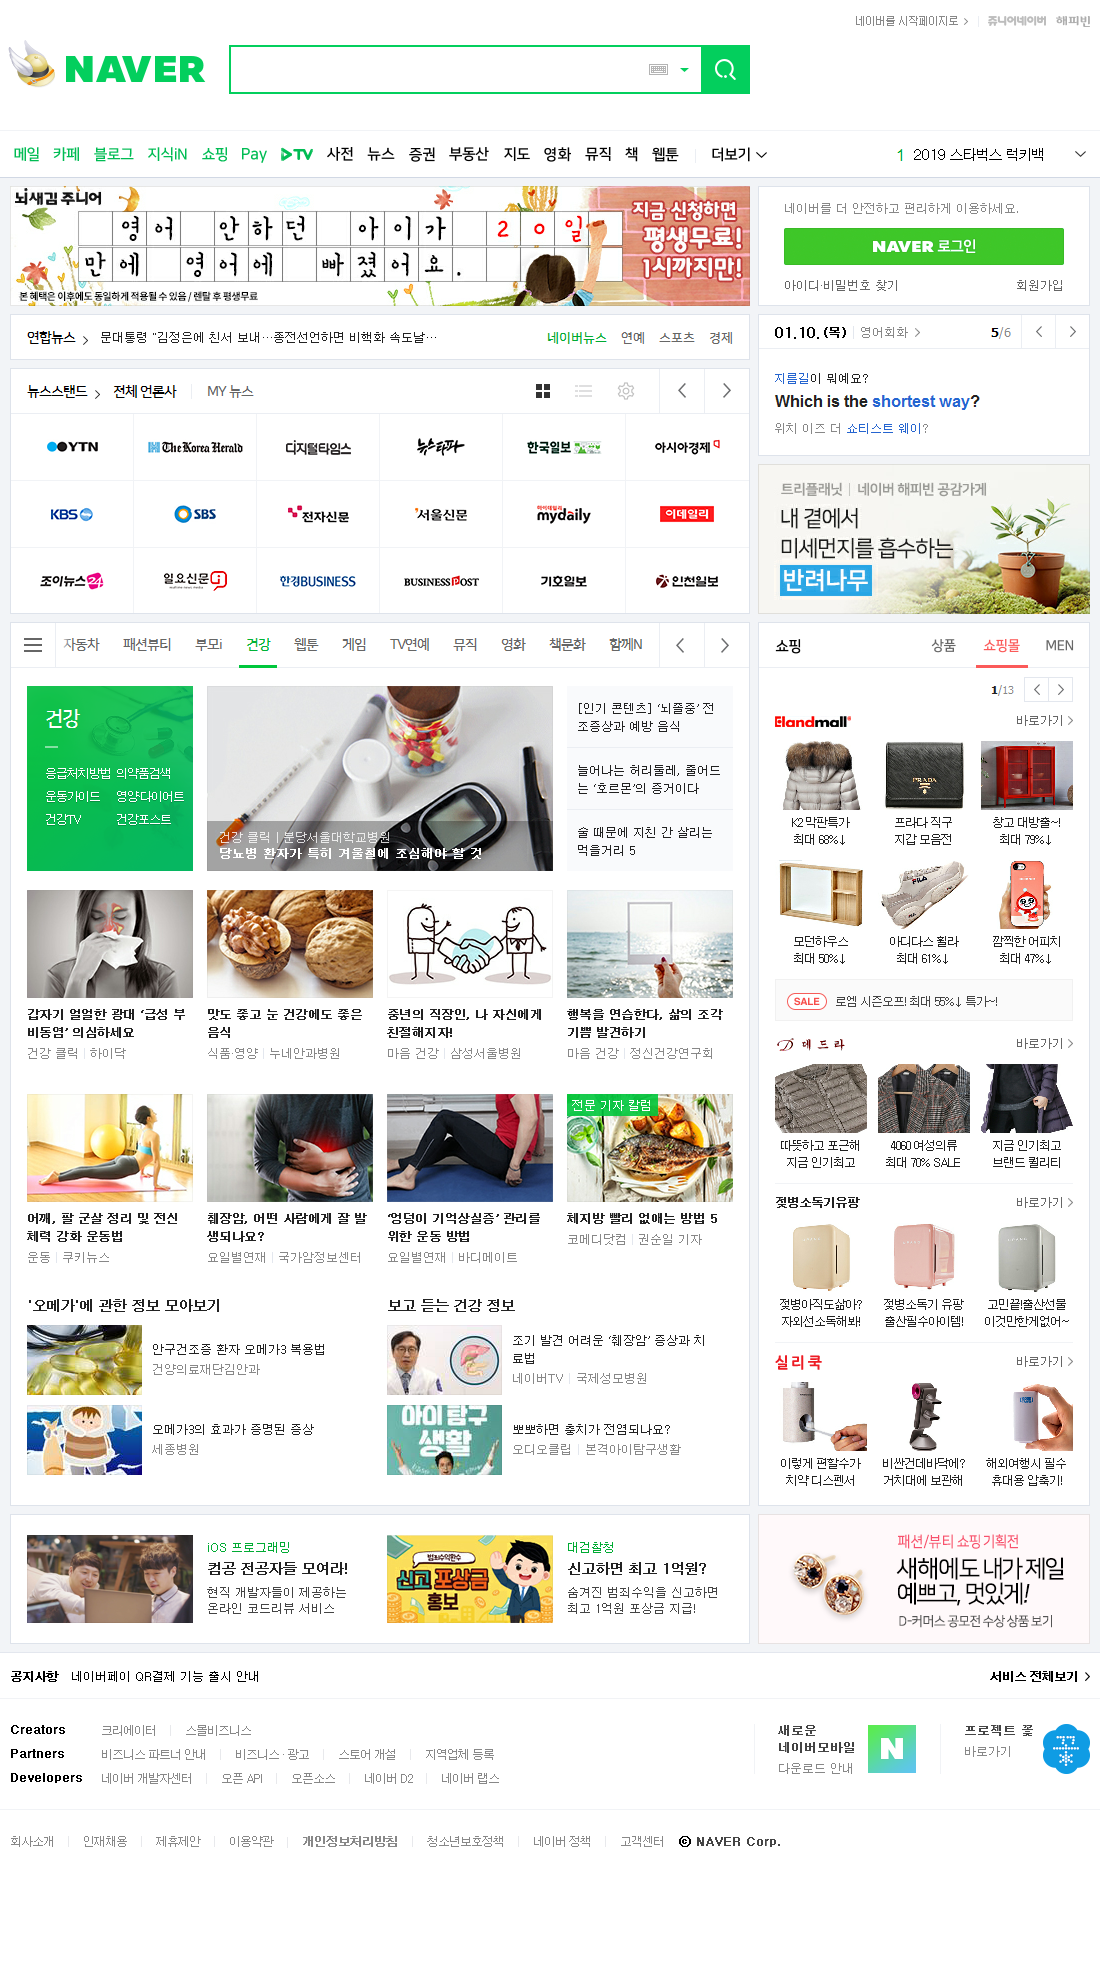 네이버를 시작페이지로
쥬니어네이버 해피빈
NAVER
메일 카페 블로그 지식iN 쇼핑 Pay TV 사전 뉴스 증권 부동산 지도 영화 뮤직 책 웹툰 더보기
1 2019 스타벅스 럭키백
뇌새김 주니어
영어 안하던 아이가 20일
만에 영어에 빠졌어요.
지금 신청하면
평생무료!
1시까지만!
본 혜택은 이후에도 동일하게 적용될 수 있음 / 렌탈 후 평생무료
네이버를 더 안전하고 편리하게 이용하세요.
NAVER 로그인
아이디·비밀번호 찾기 회원가입
연합뉴스 문대통령 "김정은에 친서 보내…종전선언하면 비핵화 속도날…
네이버뉴스 연예 스포츠 경제
01.10.(목) 영어회화 5/6
지름길이 뭐예요?
Which is the shortest way?
위치 이즈 더 쇼티스트 웨이?
뉴스스탠드 전체 언론사 MY 뉴스
YTN The Korea Herald 디지털타임스 뉴스타파 한국일보 아시아경제
KBS SBS 전자신문 서울신문 마이데일리 mydaily 이데일리
조이뉴스24 일요신문 한경BUSINESS BUSINESSPOST 기호일보 인천일보
트리플래닛 네이버 해피빈 공감가게
내 곁에서
미세먼지를 흡수하는
반려나무
자동차 패션뷰티 부모i 건강 웹툰 게임 TV연예 뮤직 영화 책문화 함께N
건강
응급처치방법 의약품검색
운동가이드 영양다이어트
건강TV 건강포스트
건강 클릭 | 분당서울대학교병원
당뇨병 환자가 특히 겨울철에 조심해야 할 것
[인기 콘텐츠] '뇌졸중' 전
조증상과 예방 음식
늘어나는 허리둘레, 줄어드
는 '호르몬'의 증거이다
술 때문에 지친 간 살리는
먹을거리 5
갑자기 얼얼한 광대 '급성 부
비동염' 의심하세요
건강 클릭 하이닥
맛도 좋고 눈 건강에도 좋은
음식
식품·영양 누네안과병원
중년의 직장인, 나 자신에게
친절해지자!
마음 건강 삼성서울병원
행복을 연습한다, 삶의 조각
기쁨 발견하기
마음 건강 정신건강연구회
어깨, 팔 군살 정리 및 전신
체력 강화 운동법
운동 쿠키뉴스
췌장암, 어떤 사람에게 잘 발
생되나요?
요일별연재 국가암정보센터
'엉덩이 기억상실증' 관리를
위한 운동 방법
요일별연재 바디메이트
전문 기자 칼럼
체지방 빨리 없애는 방법 5
코메디닷컴 권순일 기자
'오메가'에 관한 정보 모아보기
안구건조증 환자 오메가3 복용법
건양의료재단김안과
오메가3의 효과가 증명된 증상
세종병원
보고 듣는 건강 정보
조기 발견 어려운 '췌장암' 증상과 치
료법
네이버TV 국제성모병원
아이 탐구
생활
뽀뽀하면 충치가 전염되나요?
오디오클립 본격아이탐구생활
쇼핑 상품 쇼핑몰 MEN
1/13
Elandmall 바로가기
K2 막판특가
최대 68%↓
PRADA
프라다 직구
지갑 모음전
창고 대방출~!
최대 79%↓
모던하우스
최대 50%↓
FILA
아디다스 휠라
최대 61%↓
깜찍한 어피치
최대 47%↓
SALE 로엠 시즌오프! 최대 55%↓ 특가~!
데드라 바로가기
따뜻하고 포근해
지금 인기최고
4060 여성의류
최대 70% SALE
지금 인기최고
브랜드 퀄리티
젖병소독기유팡 바로가기
젖병아직도삶아?
자외선소독해봐!
젖병소독기 유팡
출산필수아이템!
고민끝!출산선물
이것만한게없어~
실리쿡 바로가기
이렇게 편할수가
치약 디스펜서
비싼건데바닥에?
거치대에 보관해
해외여행시 필수
휴대용 압축기!
iOS 프로그래밍
컴공 전공자들 모여라!
현직 개발자들이 제공하는
온라인 코드리뷰 서비스
범죄수익환수
신고 포상금
홍보
대검찰청
신고하면 최고 1억원?
숨겨진 범죄수익을 신고하면
최고 1억원 포상금 지급!
패션/뷰티 쇼핑 기획전
새해에도 내가 제일
예쁘고, 멋있게!
D-커머스 공모전 수상 상품 보기
공지사항 네이버페이 QR결제 기능 출시 안내
서비스 전체보기
Creators 크리에이터 스몰비즈니스
Partners 비즈니스 파트너 안내 비즈니스·광고 스토어 개설 지역업체 등록
Developers 네이버 개발자센터 오픈 API 오픈소스 네이버 D2 네이버 랩스
새로운
네이버모바일
다운로드 안내
N
프로젝트 꽃
바로가기
회사소개 인재채용 제휴제안 이용약관 개인정보처리방침 청소년보호정책 네이버 정책 고객센터 ⓒ NAVER Corp.